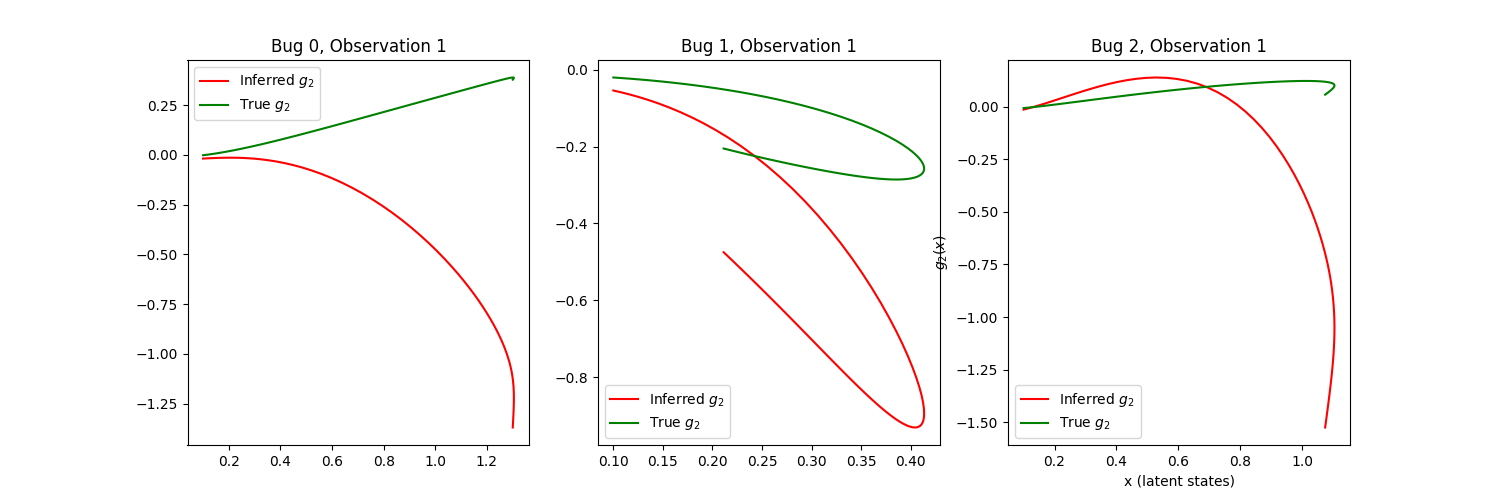 Bug 0, Observation 1
Inferred g₂
True g₂
0.25
0.00
−0.25
−0.50
−0.75
−1.00
−1.25
0.2 0.4 0.6 0.8 1.0 1.2
Bug 1, Observation 1
0.0
−0.2
−0.4
−0.6
−0.8
Inferred g₂
True g₂
0.10 0.15 0.20 0.25 0.30 0.35 0.40
Bug 2, Observation 1
g₂(x)
0.00
−0.25
−0.50
−0.75
−1.00
−1.25
−1.50
Inferred g₂
True g₂
0.2 0.4 0.6 0.8 1.0
x (latent states)